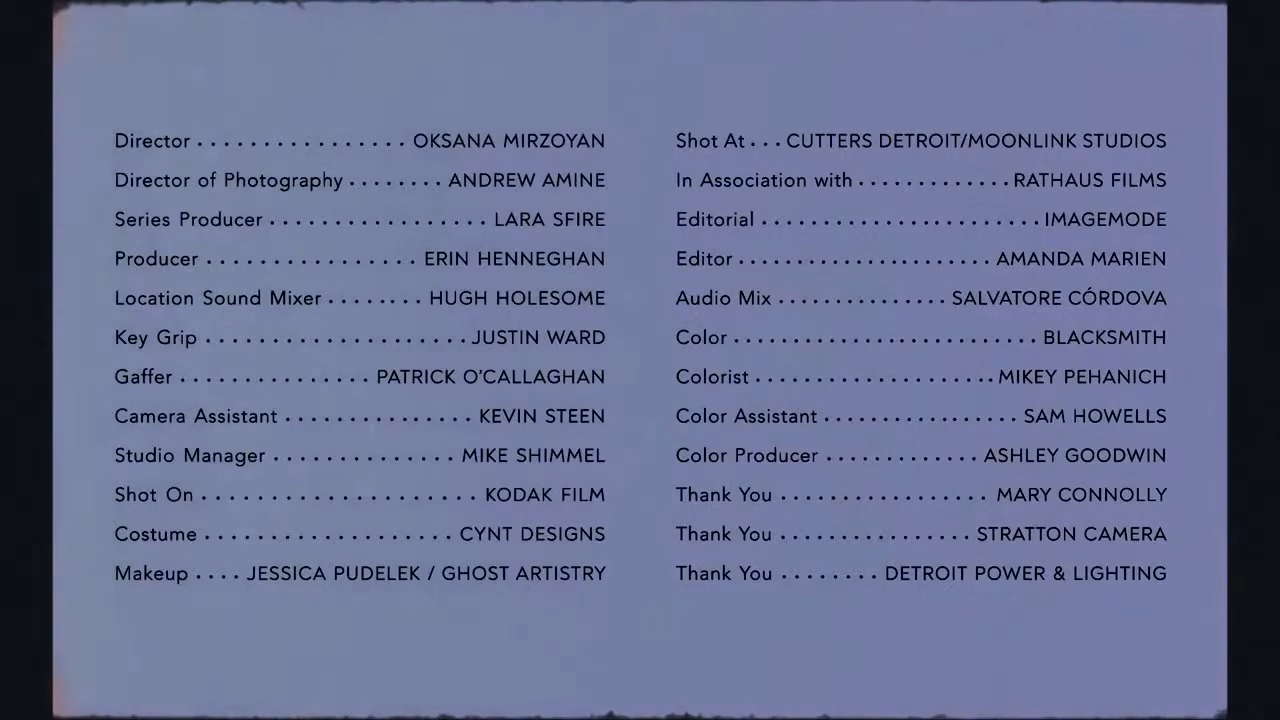 Director . . . . . . . . . . . . . . . . OKSANA MIRZOYAN
Director of Photography . . . . . . . . ANDREW AMINE
Series Producer . . . . . . . . . . . . . . . . . LARA SFIRE
Producer . . . . . . . . . . . . . . . . ERIN HENNEGHAN
Location Sound Mixer . . . . . . . . HUGH HOLESOME
Key Grip . . . . . . . . . . . . . . . . . . . . JUSTIN WARD
Gaffer . . . . . . . . . . . . . . . PATRICK O'CALLAGHAN
Camera Assistant . . . . . . . . . . . . . . . KEVIN STEEN
Studio Manager . . . . . . . . . . . . . . MIKE SHIMMEL
Shot On . . . . . . . . . . . . . . . . . . . . . KODAK FILM
Costume . . . . . . . . . . . . . . . . . . . CYNT DESIGNS
Makeup . . . . JESSICA PUDELEK / GHOST ARTISTRY
Shot At . . . CUTTERS DETROIT/MOONLINK STUDIOS
In Association with . . . . . . . . . . . . RATHAUS FILMS
Editorial . . . . . . . . . . . . . . . . . . . . . . IMAGEMODE
Editor . . . . . . . . . . . . . . . . . . . . AMANDA MARIEN
Audio Mix . . . . . . . . . . . . . SALVATORE CÓRDOVA
Color . . . . . . . . . . . . . . . . . . . . . . . . BLACKSMITH
Colorist . . . . . . . . . . . . . . . . . . . MIKEY PEHANICH
Color Assistant . . . . . . . . . . . . . . . SAM HOWELLS
Color Producer . . . . . . . . . . . . ASHLEY GOODWIN
Thank You . . . . . . . . . . . . . . . . MARY CONNOLLY
Thank You . . . . . . . . . . . . . . . STRATTON CAMERA
Thank You . . . . . . . . DETROIT POWER & LIGHTING